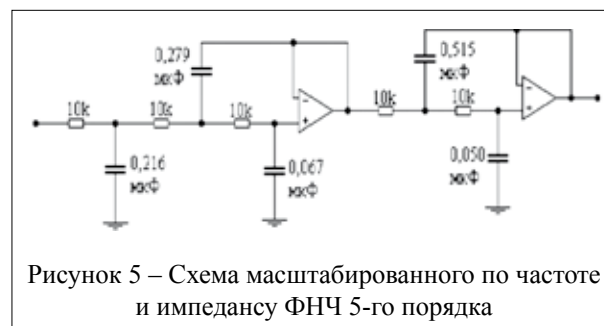 0,279
мкФ
0,515
мкФ
10k
10k
10k
10k
10k
0,216
мкФ
0,067
мкФ
0,050
мкФ
Рисунок 5 – Схема масштабированного по частоте
и импедансу ФНЧ 5-го порядка